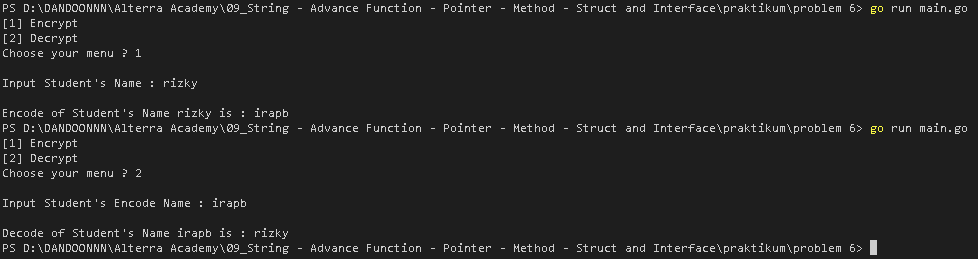 PS D:\DANDOONNN\Alterra Academy\09_String - Advance Function - Pointer - Method - Struct and Interface\praktikum\problem 6> go run main.go
[1] Encrypt
[2] Decrypt
Choose your menu ? 1
Input Student's Name : rizky
Encode of Student's Name rizky is : irapb
PS D:\DANDOONNN\Alterra Academy\09_String - Advance Function - Pointer - Method - Struct and Interface\praktikum\problem 6> go run main.go
[1] Encrypt
[2] Decrypt
Choose your menu ? 2
Input Student's Encode Name : irapb
Decode of Student's Name irapb is : rizky
PS D:\DANDOONNN\Alterra Academy\09_String - Advance Function - Pointer - Method - Struct and Interface\praktikum\problem 6>